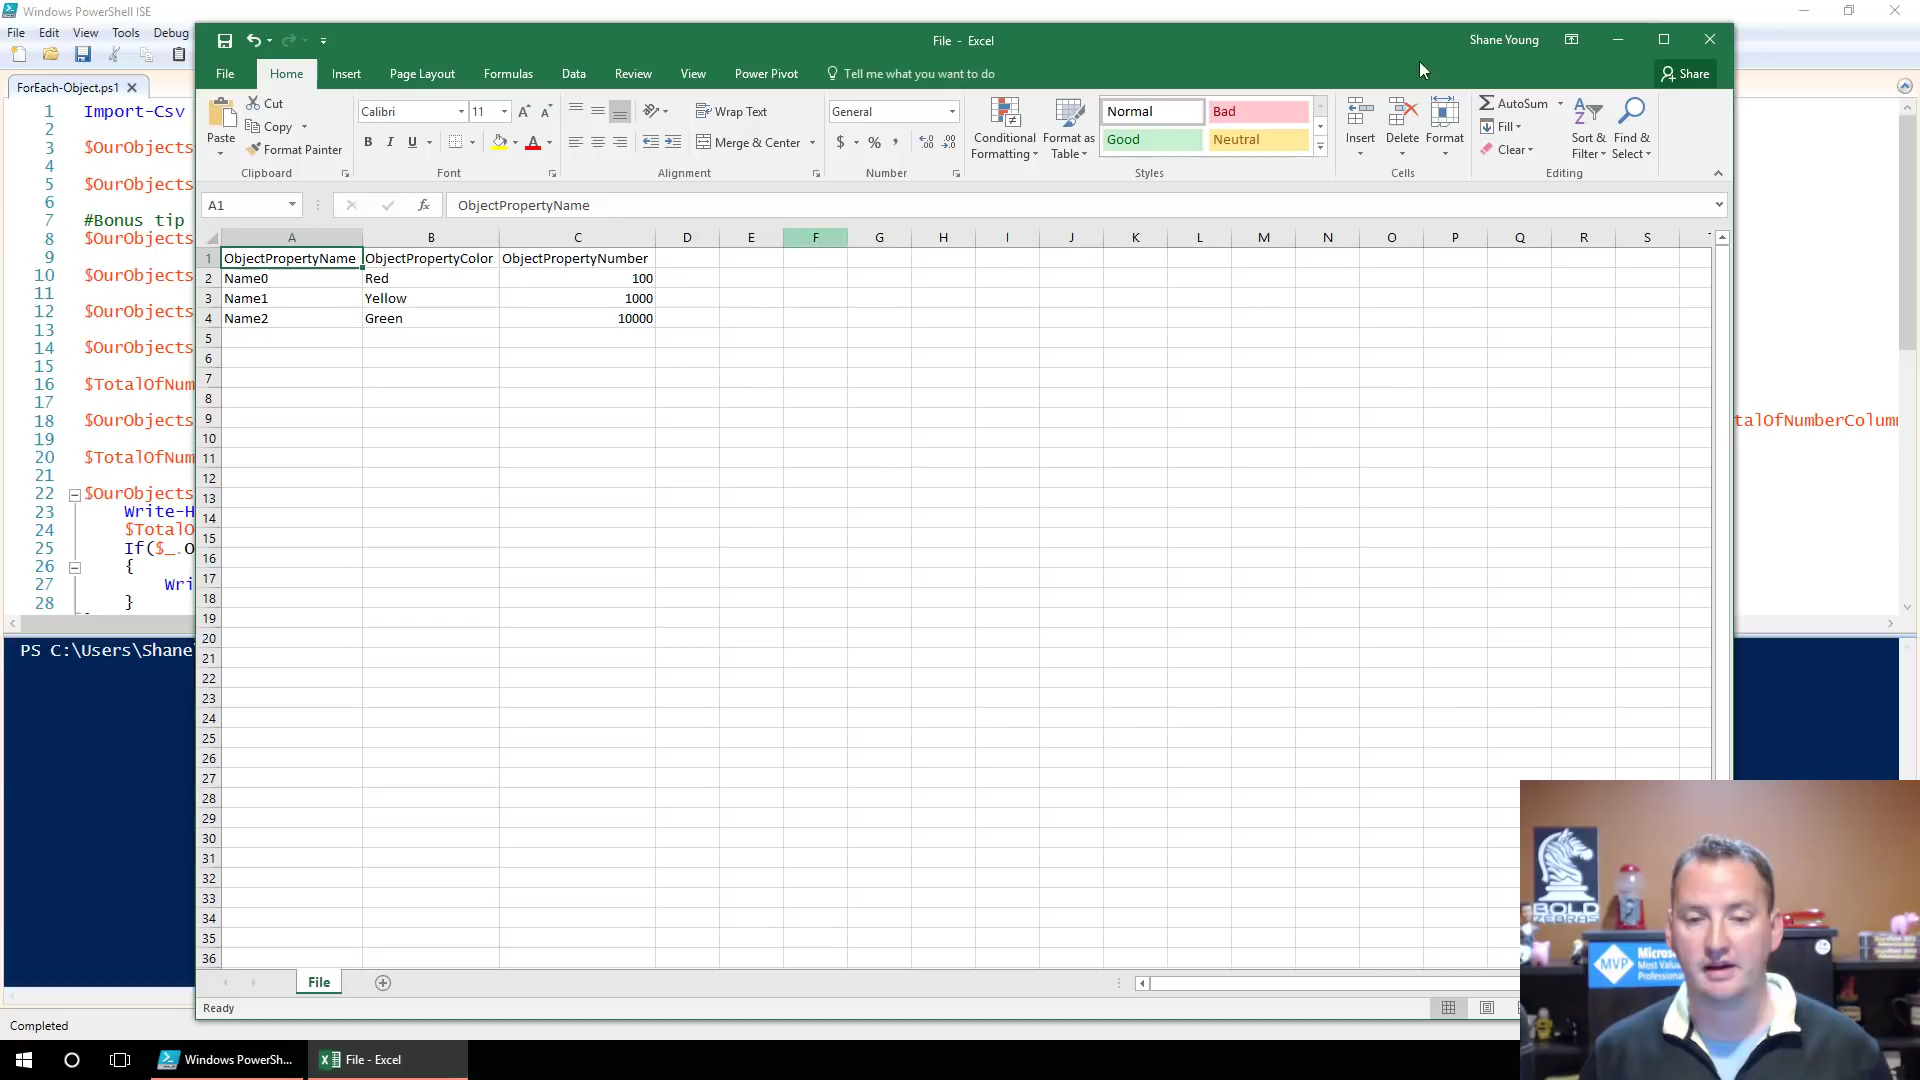 Windows PowerShell ISE
File Edit View Tools Debug
ForEach-Object.ps1
1 Import-Csv
2
3 $OurObjects
4
5 $OurObjects
6
7 #Bonus tip
8 $OurObjects
9
10 $OurObjects
11
12 $OurObjects
13
14 $OurObjects
15
16 $TotalOfNum
17
18 $OurObjects
talOfNumberColumn
19
20 $TotalOfNum
21
22 $OurObjects
23 Write-H
24 $TotalO
25 If($_.O
26 {
27 Wri
28 }
PS C:\Users\Shane\
Completed
File - Excel
Shane Young
File Home Insert Page Layout Formulas Data Review View Power Pivot Tell me what you want to do Share
Paste
Cut
Copy
Format Painter
Clipboard
Calibri 11
B I U
Font
Wrap Text
Merge & Center
Alignment
General
$ % ,
Number
Conditional Formatting
Format as Table
Normal Bad
Good Neutral
Styles
Insert Delete Format
Cells
AutoSum
Fill
Clear
Sort & Filter
Find & Select
Editing
A1 fx ObjectPropertyName
A B C D E F G H I J K L M N O P Q R S
1 ObjectPropertyName ObjectPropertyColor ObjectPropertyNumber
2 Name0 Red 100
3 Name1 Yellow 1000
4 Name2 Green 10000
5
6
7
8
9
10
11
12
13
14
15
16
17
18
19
20
21
22
23
24
25
26
27
28
29
30
31
32
33
34
35
36
File
Ready
BOLD
ZEBRAS
MVP
Microso
Most Valua
Professiona
Windows PowerSh...
File - Excel